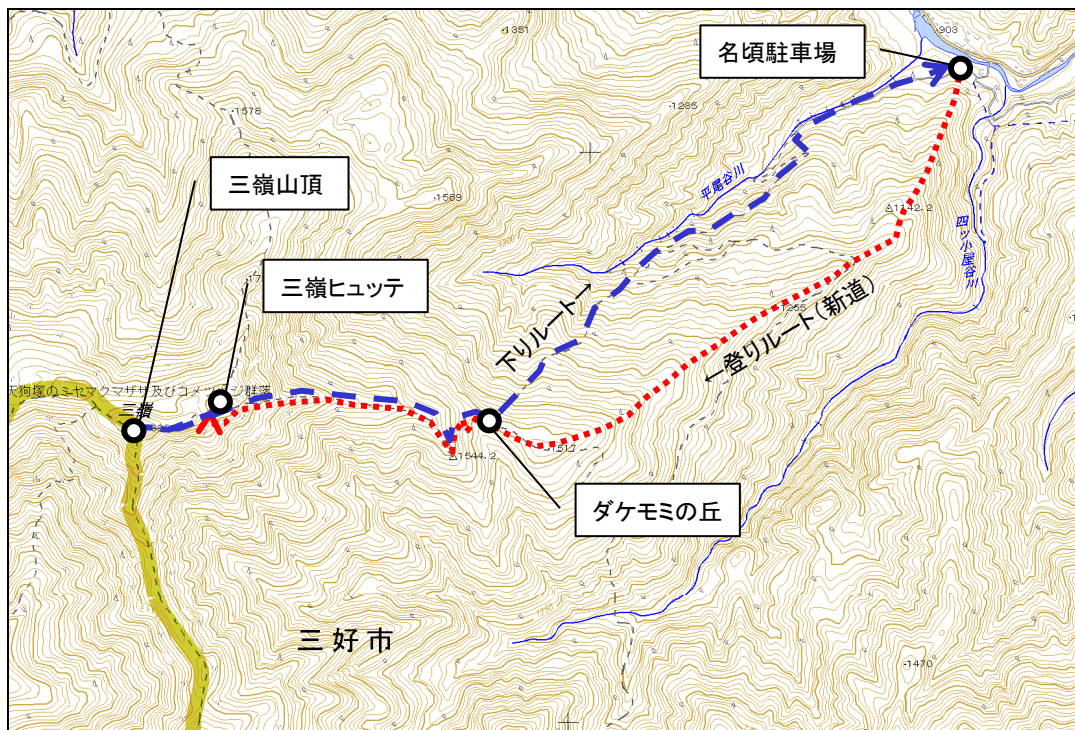 ・1351
・903
名頃駐車場
・1578
・1285
三嶺山頂
平尾谷川
・1589
△1142.2
四ツ小屋谷川
1300
三嶺ヒュッテ
下りルート→
1255
←登りルート(新道)
天狗塚のミヤマクマザサ及びコメツツジ群落
三嶺
・1517
△1544.2
ダケモミの丘
1250
三好市
・1470